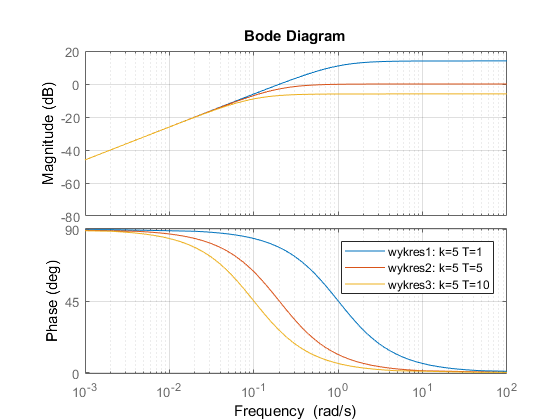 Bode Diagram
Magnitude (dB)
20
0
-20
-40
-60
-80
Phase (deg)
90
45
0
wykres1: k=5 T=1
wykres2: k=5 T=5
wykres3: k=5 T=10
10^-3 10^-2 10^-1 10^0 10^1 10^2
Frequency (rad/s)